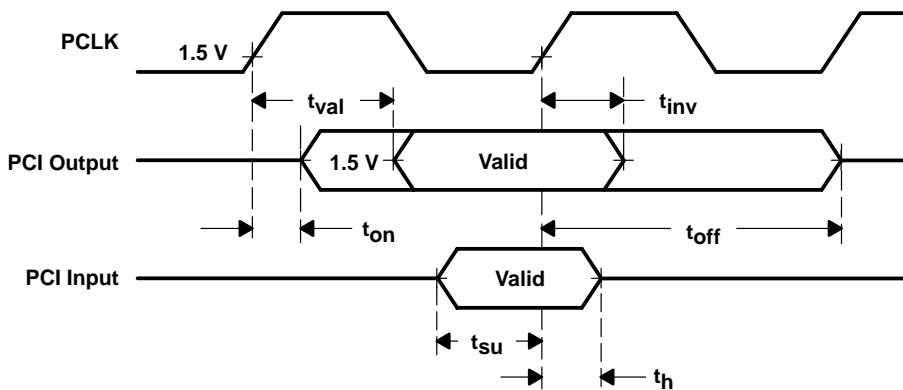 PCLK
1.5 V
tval
tinv
PCI Output
1.5 V
Valid
ton
toff
PCI Input
Valid
tsu
th